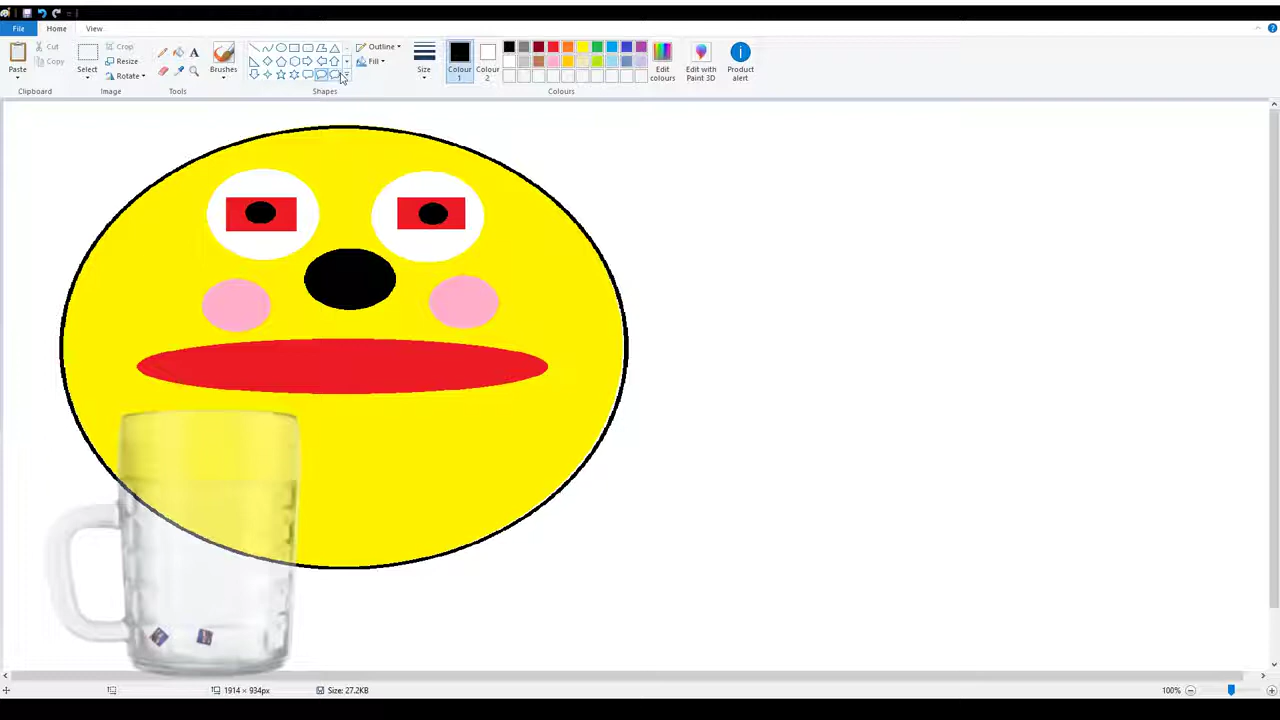 File Home View
Cut
Copy
Paste
Clipboard
Select
Crop
Resize
Rotate
Image
A
Tools
Brushes
Shapes
Outline
Fill
Size
Colour
1
Colour
2
Edit
colours
Colours
Edit with
Paint 3D
Product
alert
1914 × 934px
Size: 27.2KB
100%